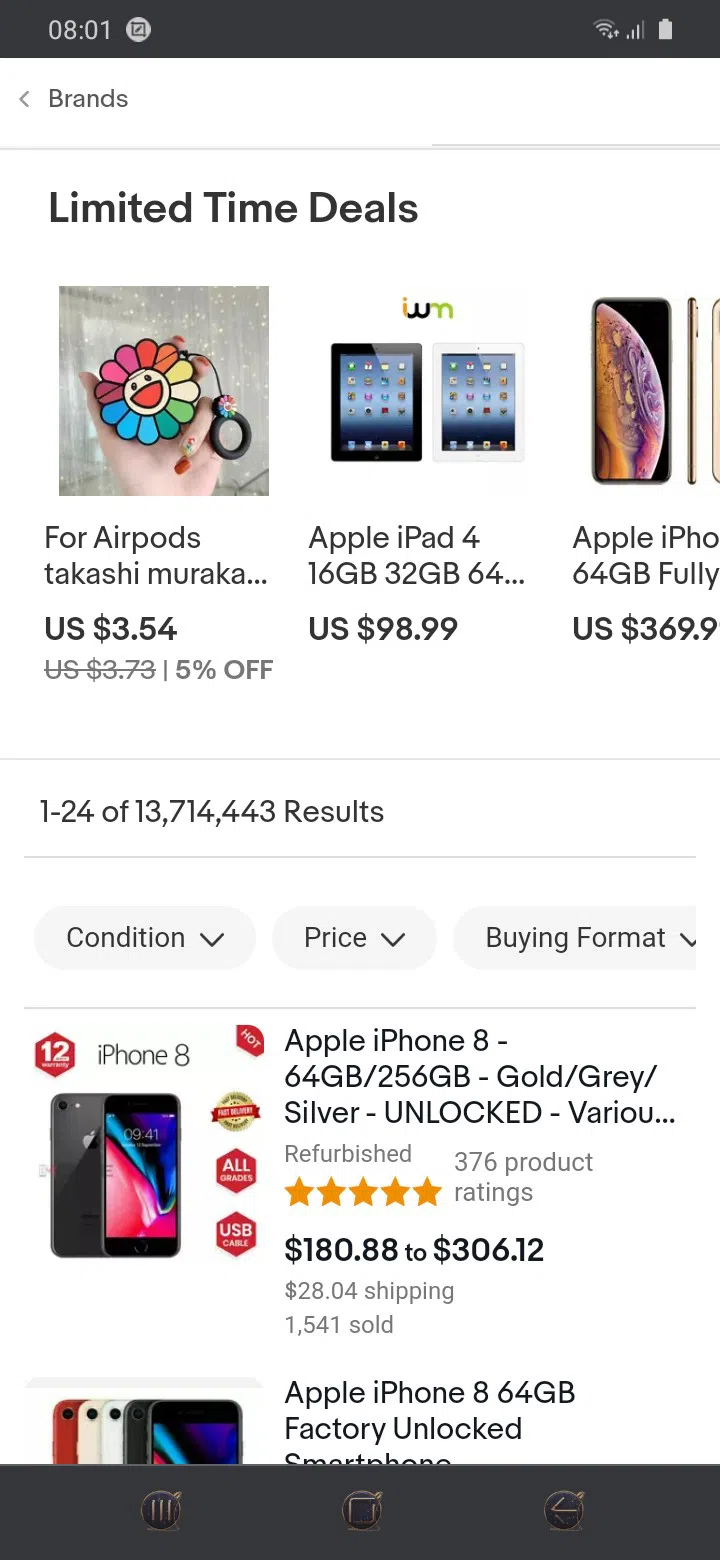 08:01
Brands
Limited Time Deals
iwm
For Airpods
takashi muraka...
US $3.54
US $3.73 | 5% OFF
Apple iPad 4
16GB 32GB 64...
US $98.99
Apple iPho
64GB Fully
US $369.9
1-24 of 13,714,443 Results
Condition
Price
Buying Format
12
warranty
iPhone 8
HOT
FAST DELIVERY
ALL
GRADES
USB
CABLE
09:41
Apple iPhone 8 -
64GB/256GB - Gold/Grey/
Silver - UNLOCKED - Variou...
Refurbished
376 product
ratings
$180.88 to $306.12
$28.04 shipping
1,541 sold
Apple iPhone 8 64GB
Factory Unlocked
Smartphone